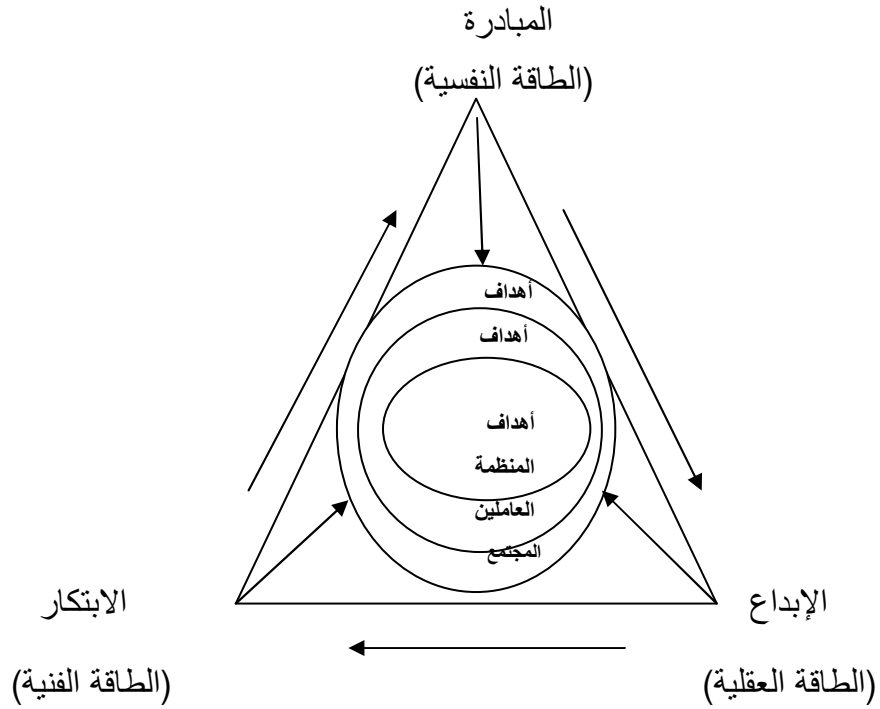 المبادرة
(الطاقة النفسية)
أهداف
أهداف
أهداف
المنظمة
العاملين
المجتمع
الإبداع
(الطاقة العقلية)
الابتكار
(الطاقة الفنية)